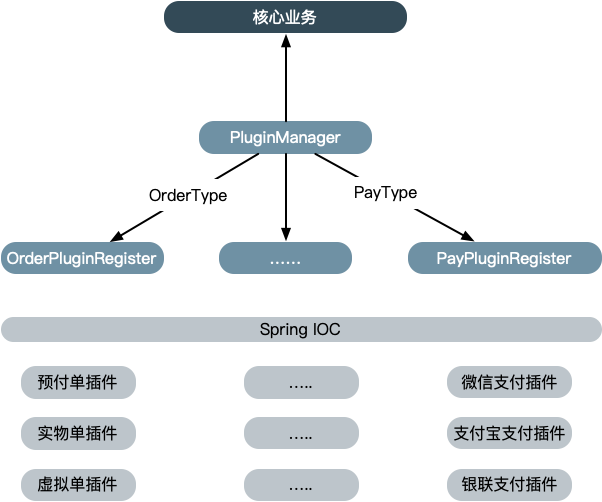 核心业务
PluginManager
OrderType
PayType
OrderPluginRegister
……
PayPluginRegister
Spring IOC
预付单插件
…..
微信支付插件
实物单插件
…..
支付宝支付插件
虚拟单插件
…..
银联支付插件